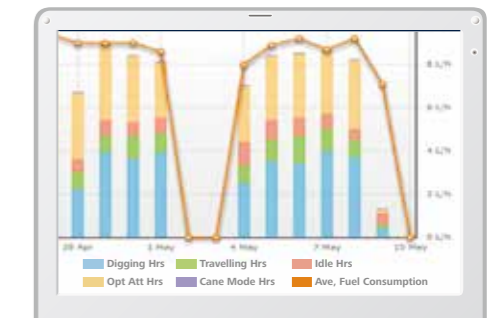 8 L/h
6 L/h
4 L/h
2 L/h
0 L/h
28 Apr 1 May 4 May 7 May 10 May
Digging Hrs Travelling Hrs Idle Hrs
Opt Att Hrs Cane Mode Hrs Ave, Fuel Consumption